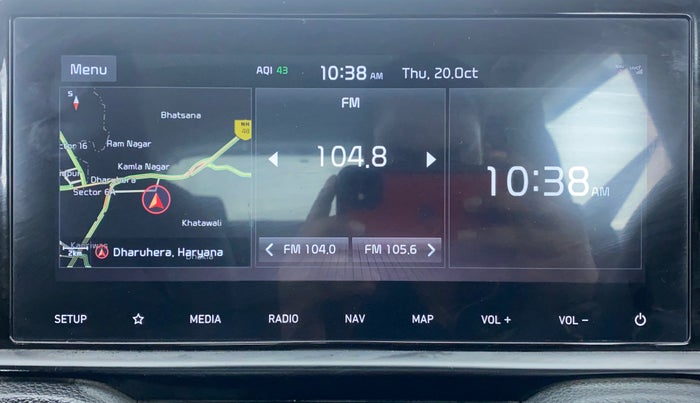 Menu
AQI 43
10:38 AM
Thu, 20.Oct
S
Bhatsana
NH
48
Ram Nagar
Kamla Nagar
Sector 6A
Khatawali
2km
Dharuhera, Haryana
FM
104.8
FM 104.0
FM 105.6
10:38 AM
SETUP
MEDIA
RADIO
NAV
MAP
VOL +
VOL −